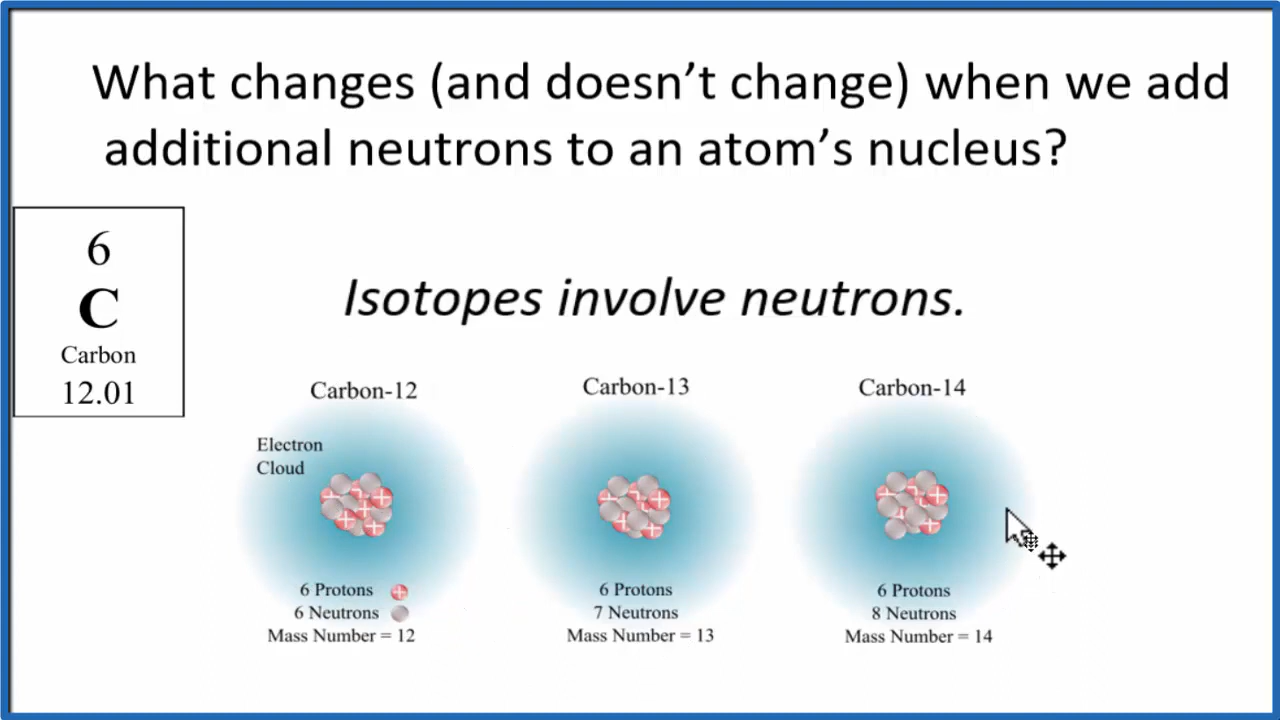 What changes (and doesn’t change) when we add
additional neutrons to an atom’s nucleus?
6
C
Carbon
12.01
Isotopes involve neutrons.
Carbon-12
Carbon-13
Carbon-14
Electron
Cloud
6 Protons
6 Neutrons
Mass Number = 12
6 Protons
7 Neutrons
Mass Number = 13
6 Protons
8 Neutrons
Mass Number = 14